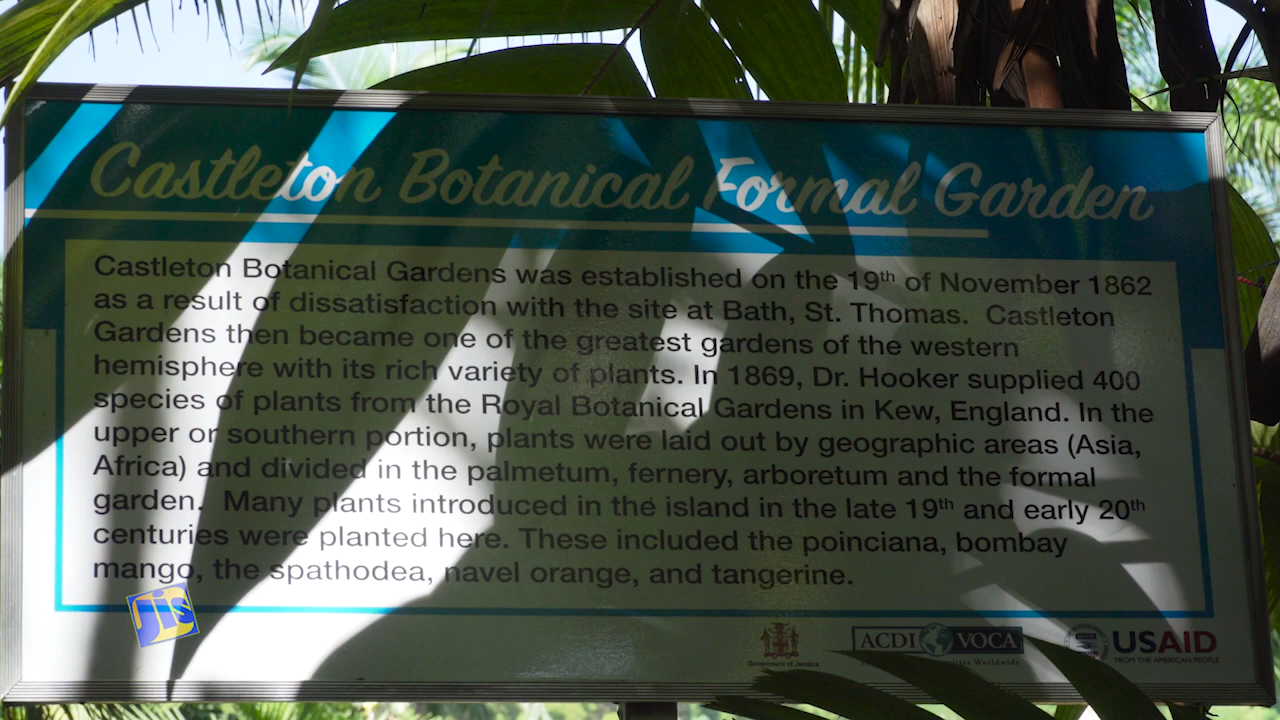 Castleton Botanical Formal Garden
Castleton Botanical Gardens was established on the 19th of November 1862
as a result of dissatisfaction with the site at Bath, St. Thomas. Castleton
Gardens then became one of the greatest gardens of the western
hemisphere with its rich variety of plants. In 1869, Dr. Hooker supplied 400
species of plants from the Royal Botanical Gardens in Kew, England. In the
upper or southern portion, plants were laid out by geographic areas (Asia,
Africa) and divided in the palmetum, fernery, arboretum and the formal
garden. Many plants introduced in the island in the late 19th and early 20th
centuries were planted here. These included the poinciana, bombay
mango, the spathodea, navel orange, and tangerine.
Jis
Government of Jamaica
ACDI VOCA
Worldwide
USAID
FROM THE AMERICAN PEOPLE